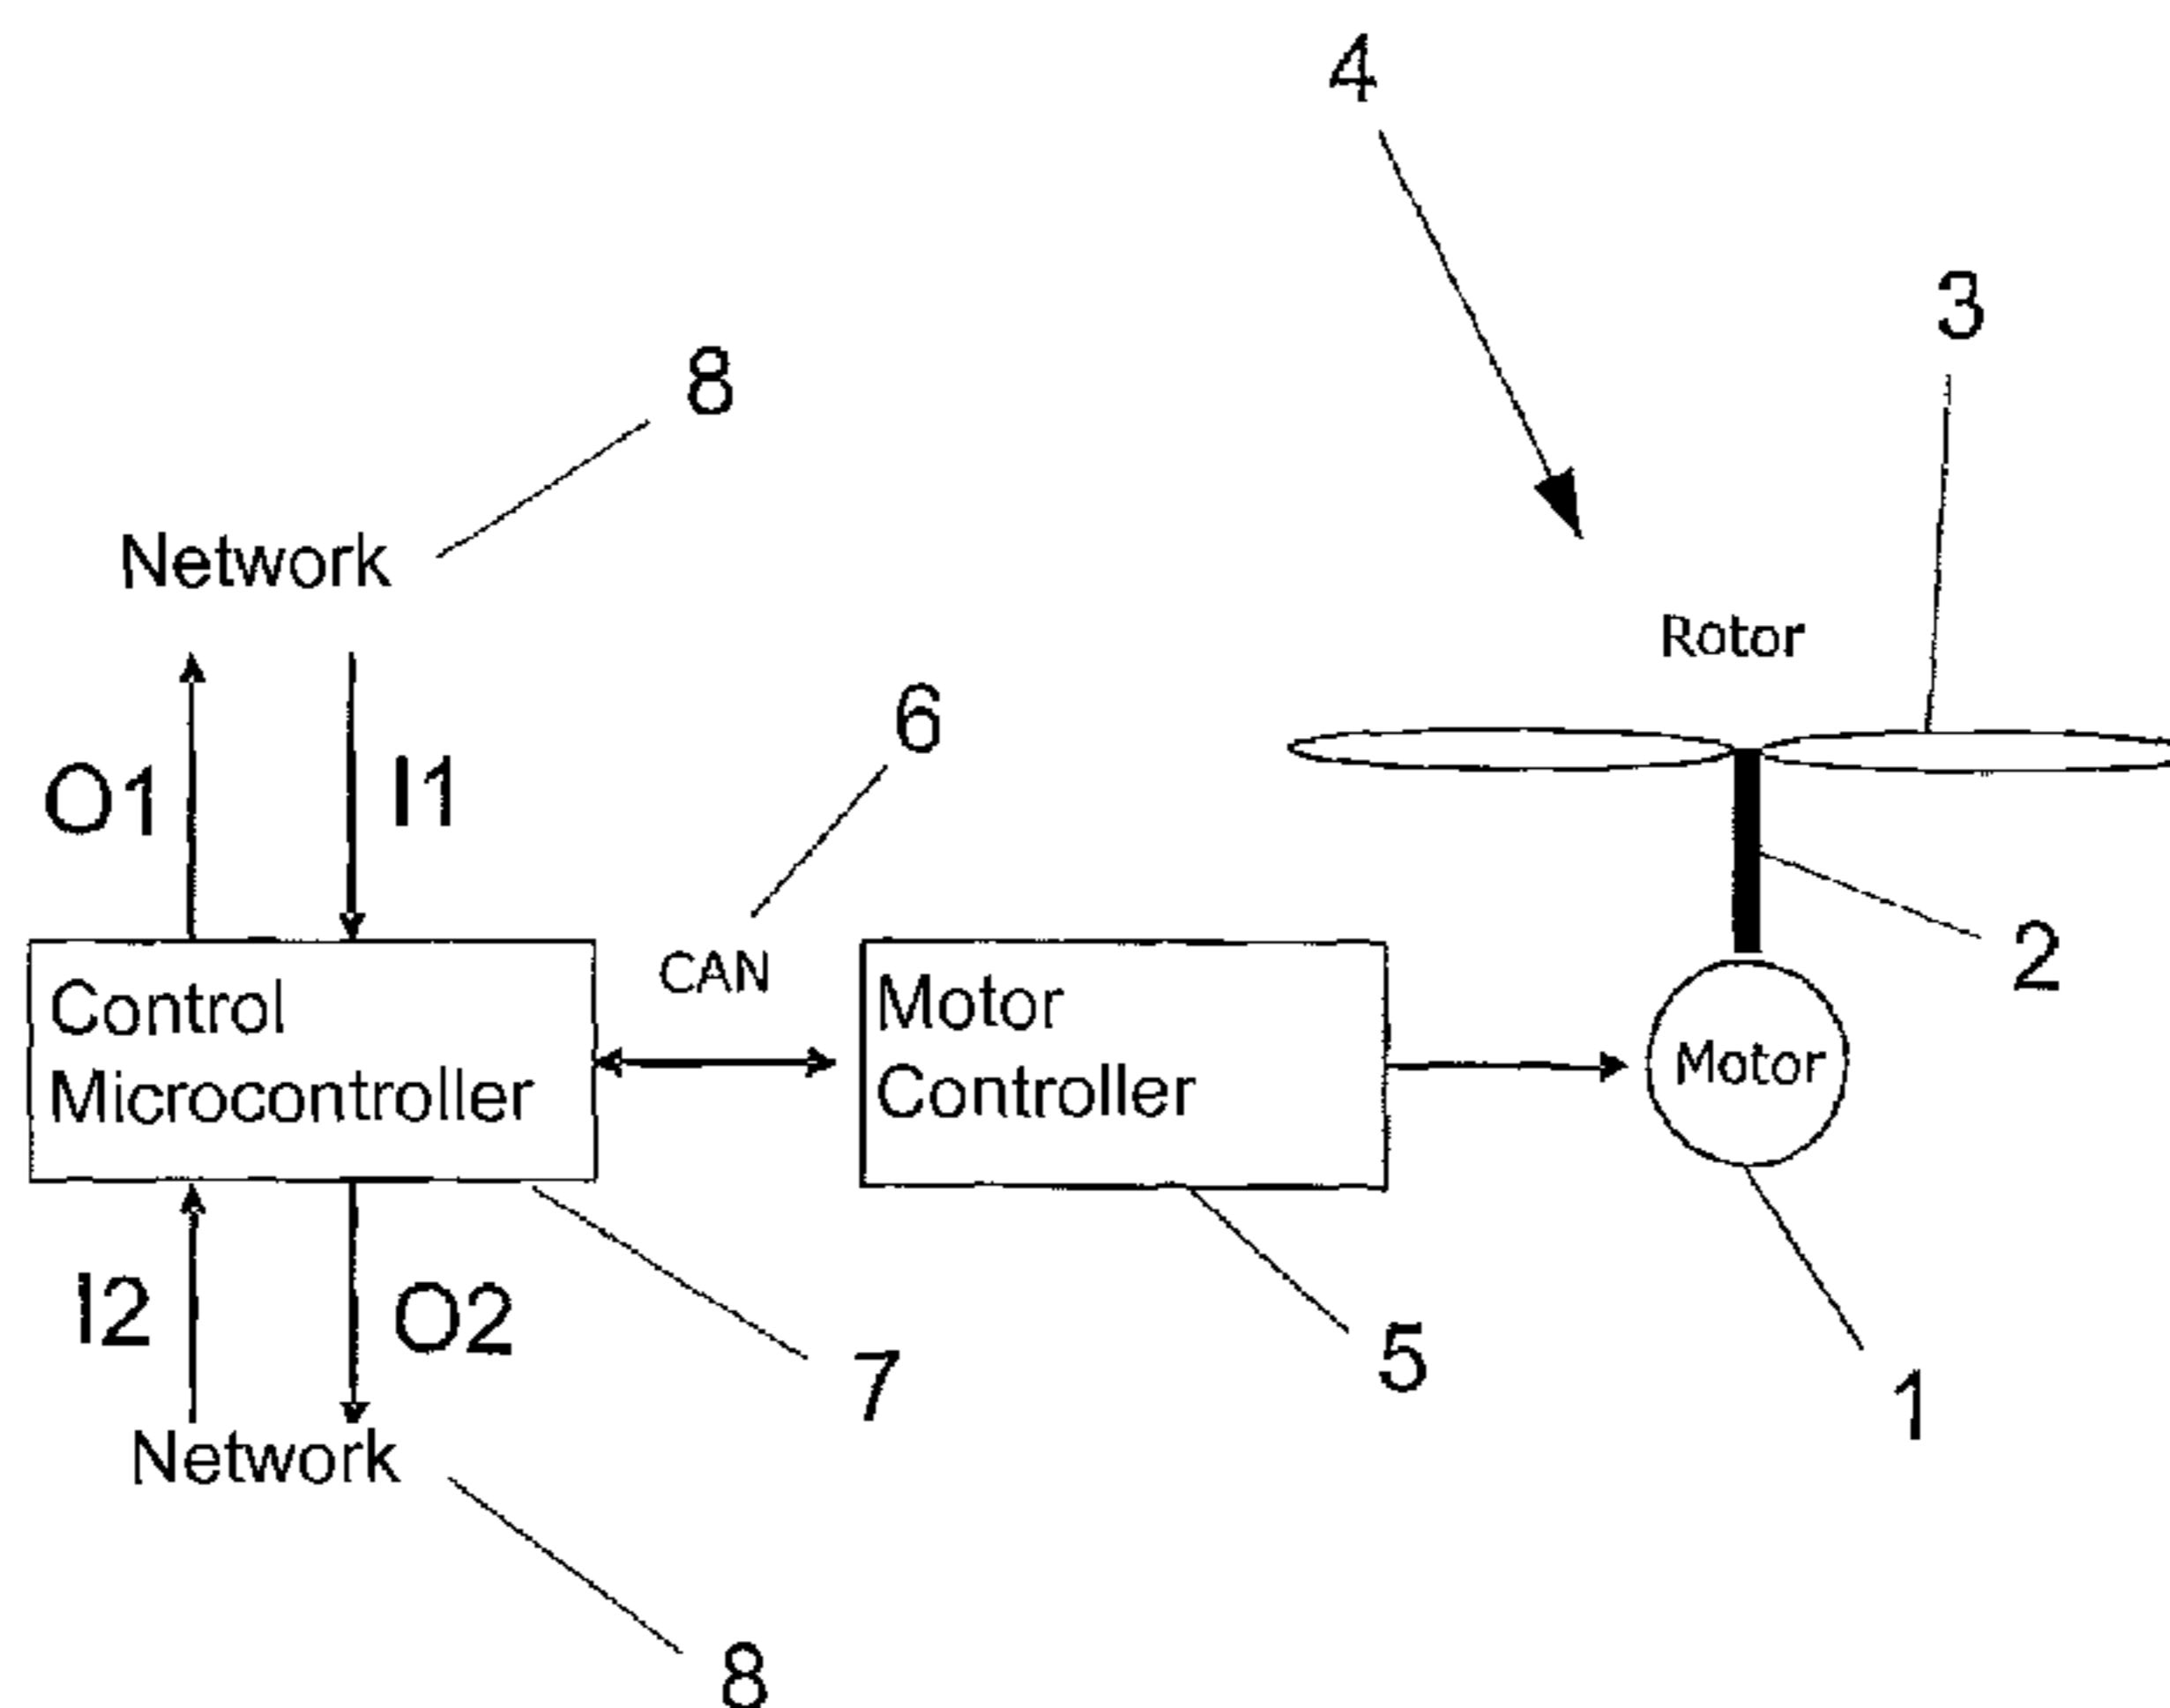 4
3
8
Network
Rotor
6
O1
I1
CAN
2
Control
Microcontroller
Motor
Controller
Motor
I2
O2
7
5
1
Network
8